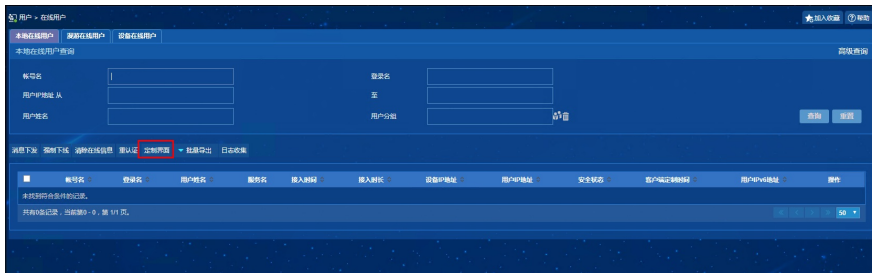 用户 > 在线用户 加入收藏 帮助
本地在线用户 漫游在线用户 设备在线用户
本地在线用户查询 高级查询
帐号名 登录名
用户IP地址 从 至
用户姓名 用户分组 查询 重置
消息下发 强制下线 清除在线信息 重认证 定制界面 批量导出 日志收集
帐号名 登录名 用户姓名 服务名 接入时间 接入时长 设备IP地址 用户IP地址 安全状态 客户端定制时间 用户IPv6地址 操作
未找到符合条件的记录。
共有0条记录，当前第0 - 0，第 1/1 页。 50